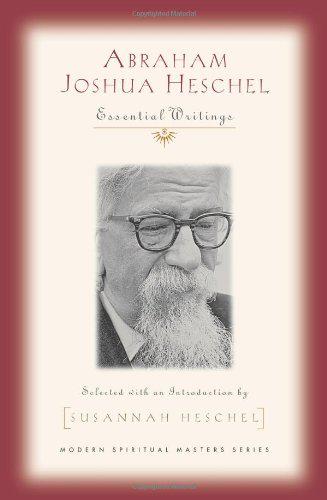 ABRAHAM
JOSHUA HESCHEL
Essential Writings
Selected with an Introduction by
[SUSANNAH HESCHEL]
MODERN SPIRITUAL MASTERS SERIES